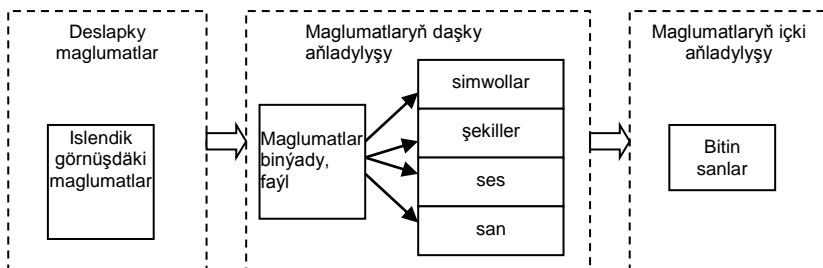 Deslapky
maglumatlar
Islendik
görnüşdäki
maglumatlar
Maglumatlaryň daşky
aňladylyşy
Maglumatlar
binýady,
faýl
simwollar
şekiller
ses
san
Maglumatlaryň içki
aňladylyşy
Bitin
sanlar